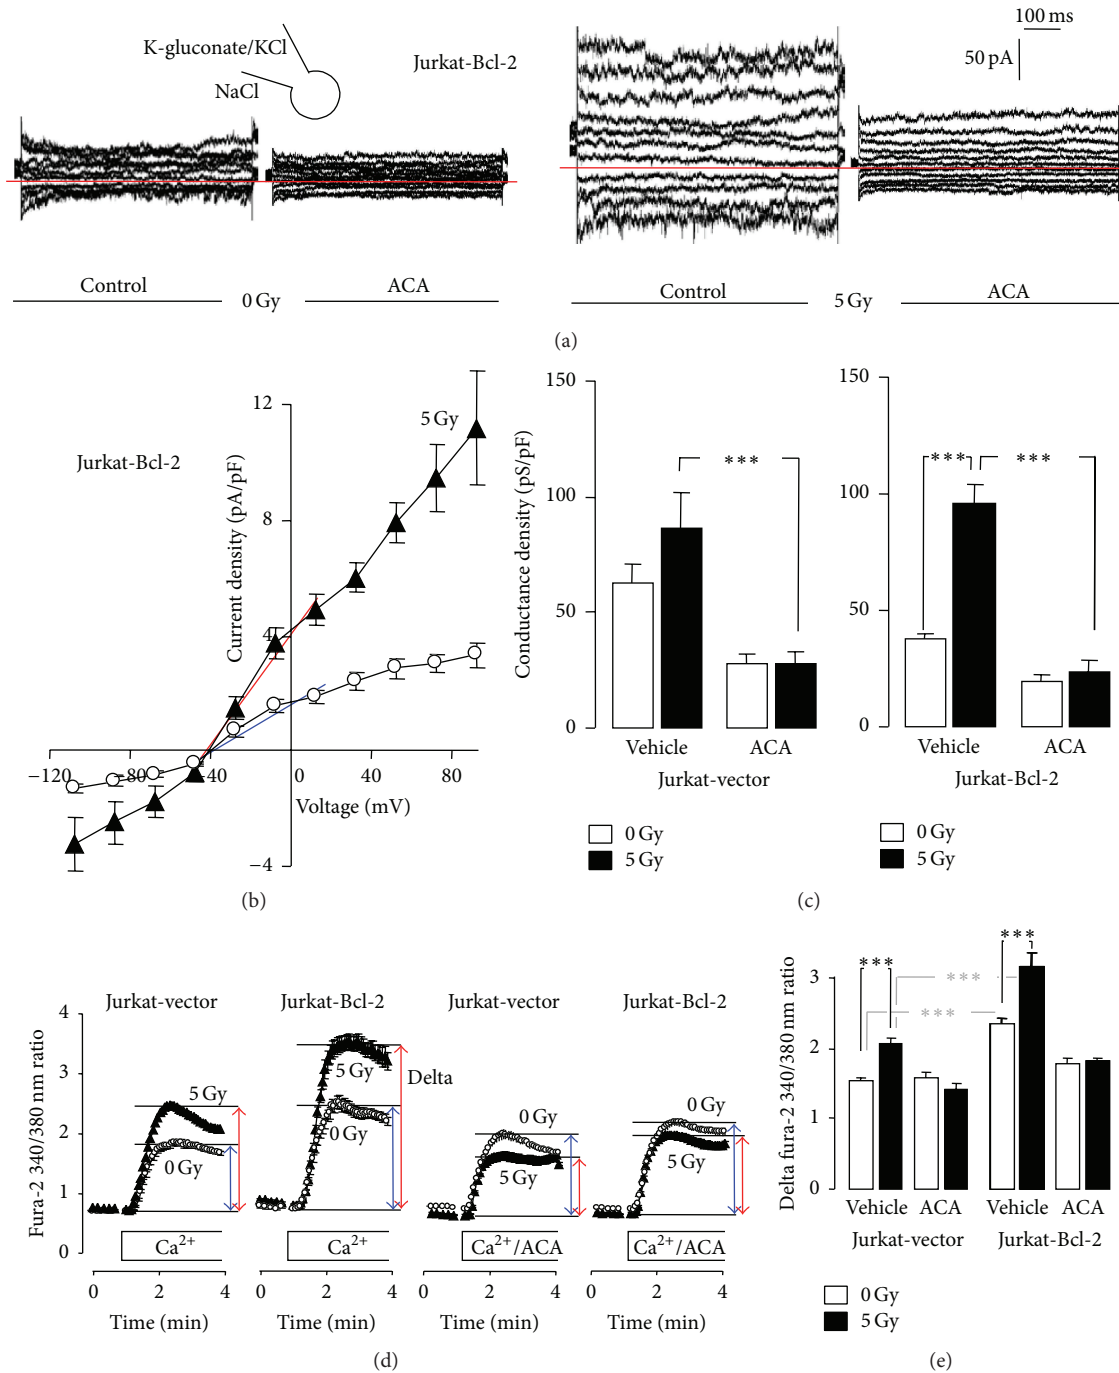 K-gluconate/KCl
NaCl
Jurkat-Bcl-2
100 ms
50 pA
Control
0 Gy
ACA
Control
5 Gy
ACA
(a)
Jurkat-Bcl-2
5 Gy
Current density (pA/pF)
12
8
4
−4
−120
−80
−40
0
40
80
Voltage (mV)
(b)
Conductance density (pS/pF)
150
100
50
0
***
Vehicle
ACA
Jurkat-vector
0 Gy
5 Gy
150
100
50
0
***
***
Vehicle
ACA
Jurkat-Bcl-2
0 Gy
5 Gy
(c)
Fura-2 340/380 nm ratio
4
3
2
1
0
Jurkat-vector
5 Gy
0 Gy
Ca2+
0
2
4
Time (min)
Jurkat-Bcl-2
5 Gy
0 Gy
Delta
Ca2+
0
2
4
Time (min)
Jurkat-vector
0 Gy
5 Gy
Ca2+/ACA
0
2
4
Time (min)
Jurkat-Bcl-2
0 Gy
5 Gy
Ca2+/ACA
0
2
4
Time (min)
(d)
Delta fura-2 340/380 nm ratio
3
2
1
0
***
***
***
***
Vehicle
ACA
Vehicle
ACA
Jurkat-vector
Jurkat-Bcl-2
0 Gy
5 Gy
(e)